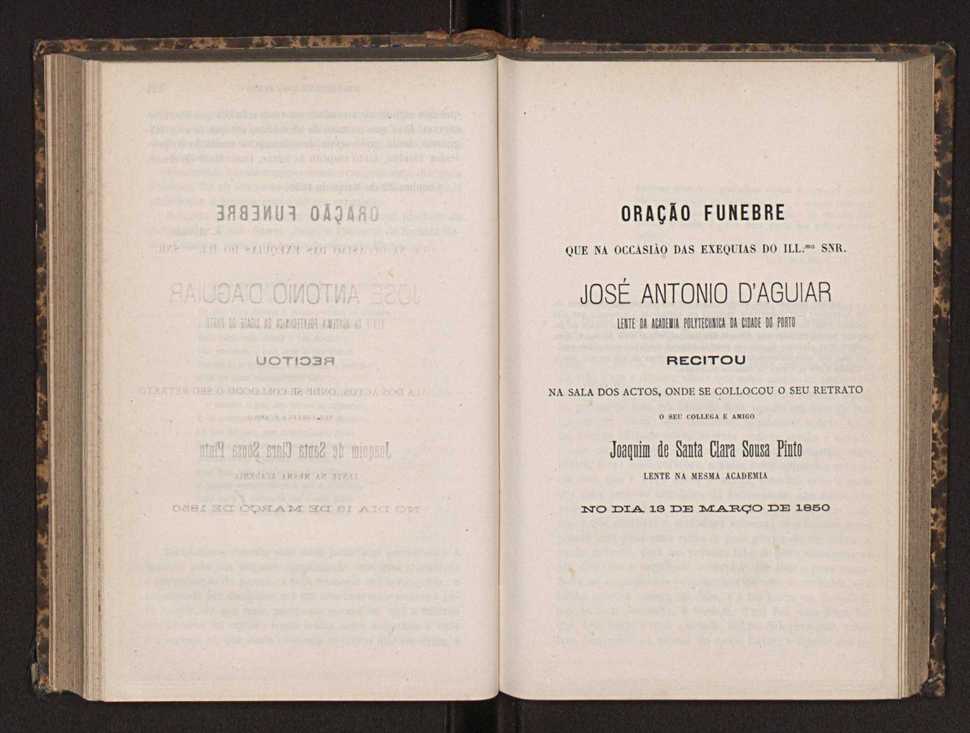 ORAÇÃO FUNEBRE
QUE NA OCCASIÃO DAS EXEQUIAS DO ILL.mo SNR.
JOSÉ ANTONIO D'AGUIAR
LENTE DA ACADEMIA POLYTECHNICA DA CIDADE DO PORTO
RECITOU
NA SALA DOS ACTOS, ONDE SE COLLOCOU O SEU RETRATO
O SEU COLLEGA E AMIGO
Joaquim de Santa Clara Sousa Pinto
LENTE NA MESMA ACADEMIA
NO DIA 13 DE MARÇO DE 1850